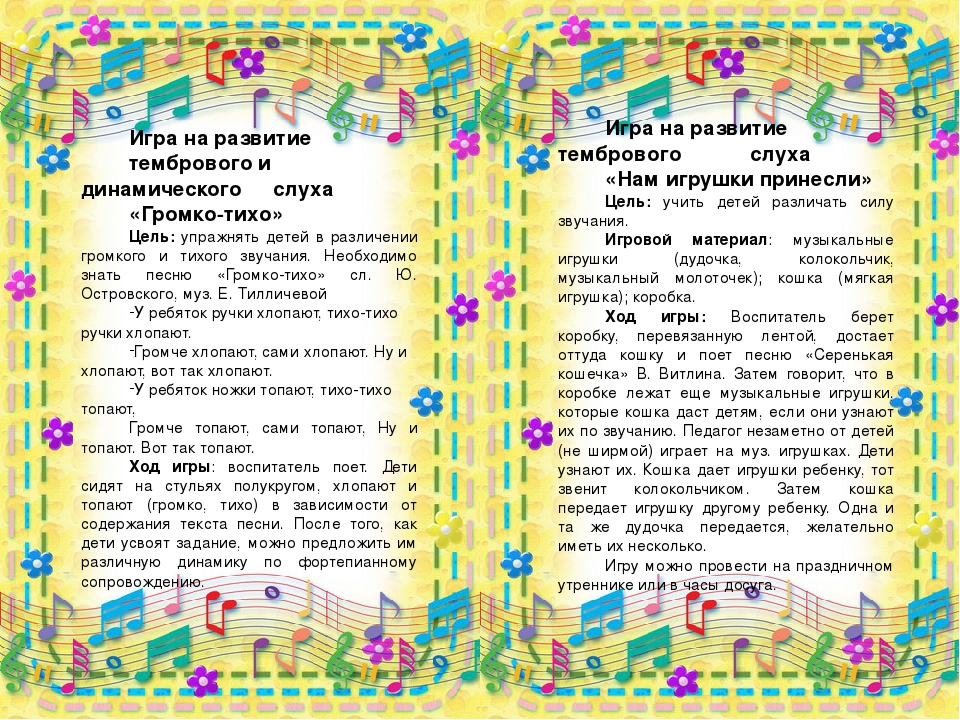 Игра на развитие
тембрового и
динамического слуха
«Громко-тихо»
Цель: упражнять детей в различении
громкого и тихого звучания. Необходимо
знать песню «Громко-тихо» сл. Ю.
Островского, муз. Е. Тилличевой
-У ребяток ручки хлопают, тихо-тихо
ручки хлопают.
-Громче хлопают, сами хлопают. Ну и
хлопают, вот так хлопают.
-У ребяток ножки топают, тихо-тихо
топают,
Громче топают, сами топают, Ну и
топают. Вот так топают.
Ход игры: воспитатель поет. Дети
сидят на стульях полукругом, хлопают и
топают (громко, тихо) в зависимости от
содержания текста песни. После того, как
дети усвоят задание, можно предложить им
различную динамику по фортепианному
сопровождению.
Игра на развитие
тембрового слуха
«Нам игрушки принесли»
Цель: учить детей различать силу
звучания.
Игровой материал: музыкальные
игрушки (дудочка, колокольчик,
музыкальный молоточек); кошка (мягкая
игрушка); коробка.
Ход игры: Воспитатель берет
коробку, перевязанную лентой, достает
оттуда кошку и поет песню «Серенькая
кошечка» В. Витлина. Затем говорит, что в
коробке лежат еще музыкальные игрушки.
которые кошка даст детям, если они узнают
их по звучанию. Педагог незаметно от детей
(не ширмой) играет на муз. игрушках. Дети
узнают их. Кошка дает игрушки ребенку, тот
звенит колокольчиком. Затем кошка
передает игрушку другому ребенку. Одна и
та же дудочка передается, желательно
иметь их несколько.
Игру можно провести на праздничном
утреннике или в часы досуга.